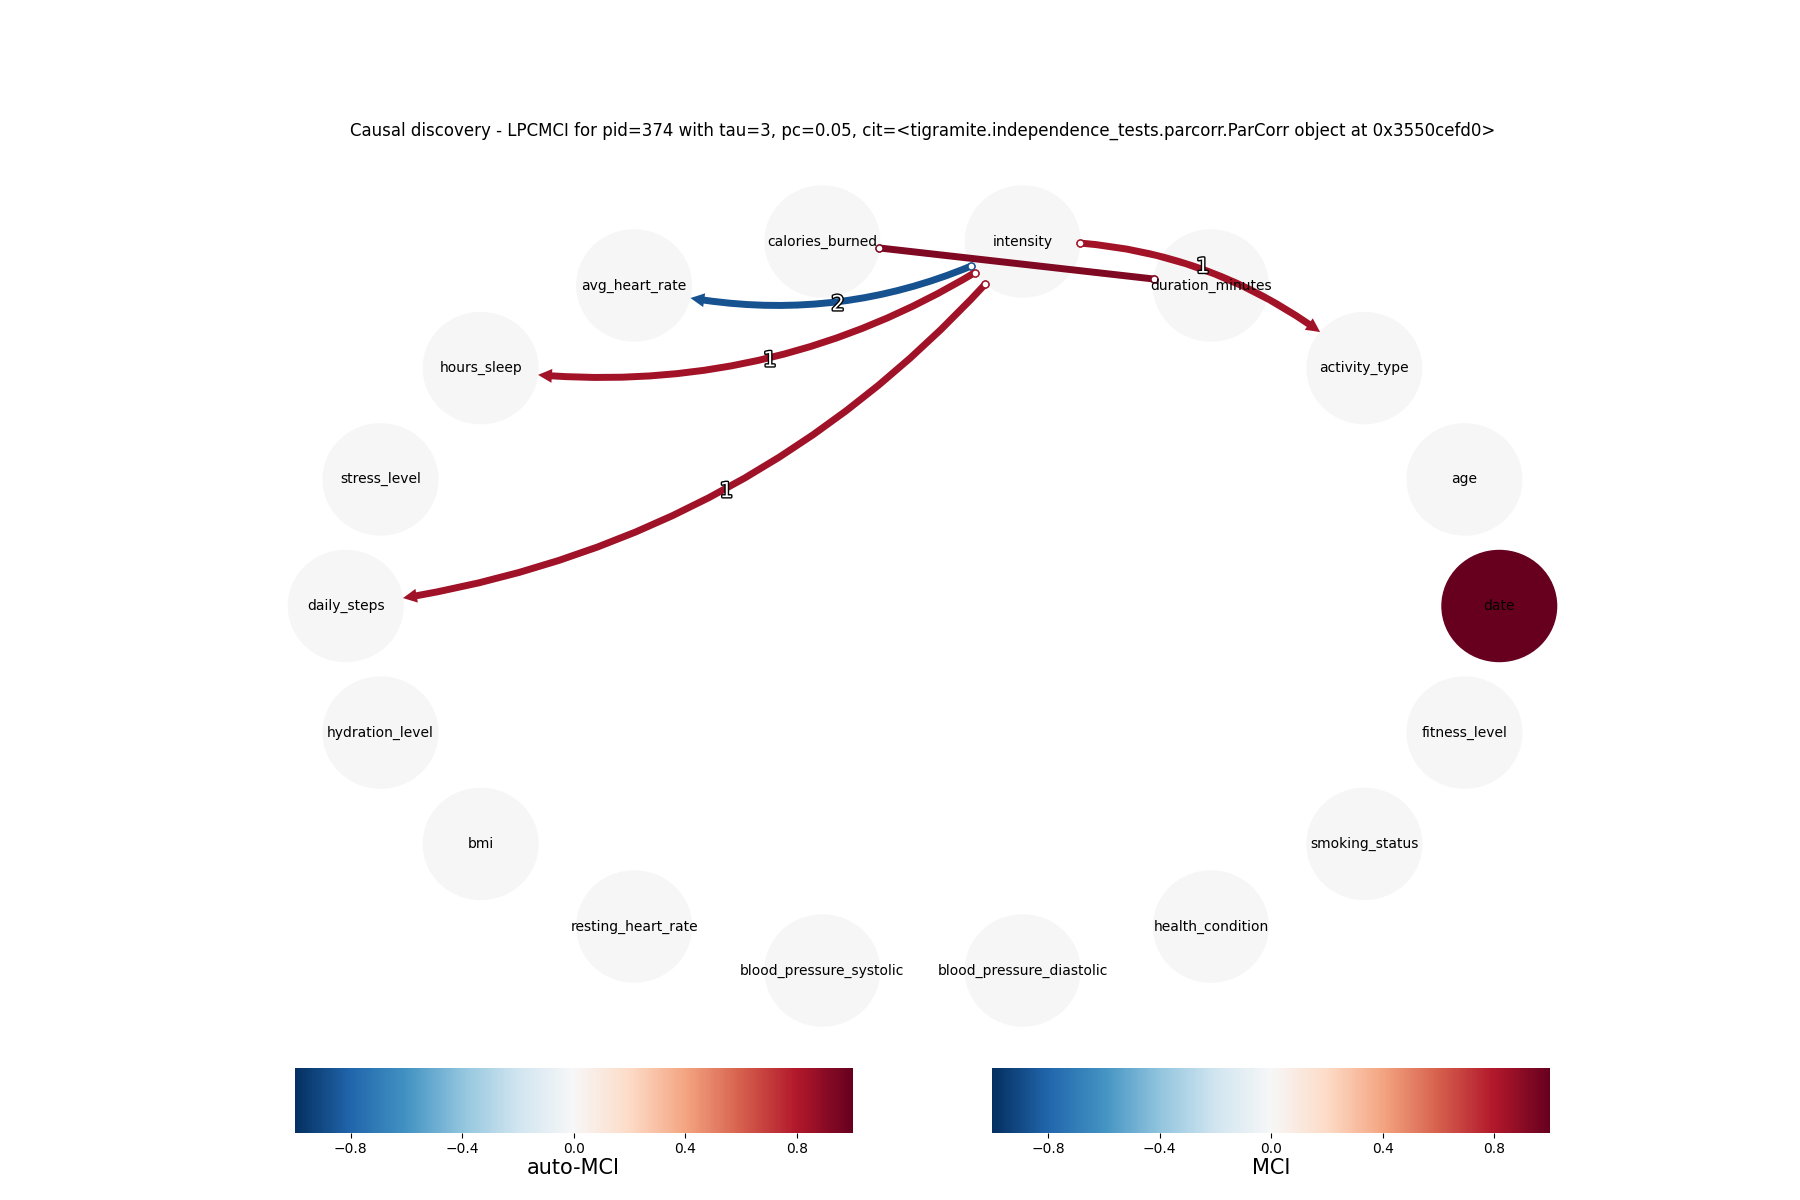 Causal discovery - LPCMCI for pid=374 with tau=3, pc=0.05, cit=<tigramite.independence_tests.parcorr.ParCorr object at 0x3550cefd0>
calories_burned
intensity
avg_heart_rate
duration_minutes
1
2
hours_sleep
1
activity_type
stress_level
age
1
daily_steps
date
hydration_level
fitness_level
bmi
smoking_status
resting_heart_rate
health_condition
blood_pressure_systolic
blood_pressure_diastolic
−0.8 −0.4 0.0 0.4 0.8
auto-MCI
−0.8 −0.4 0.0 0.4 0.8
MCI